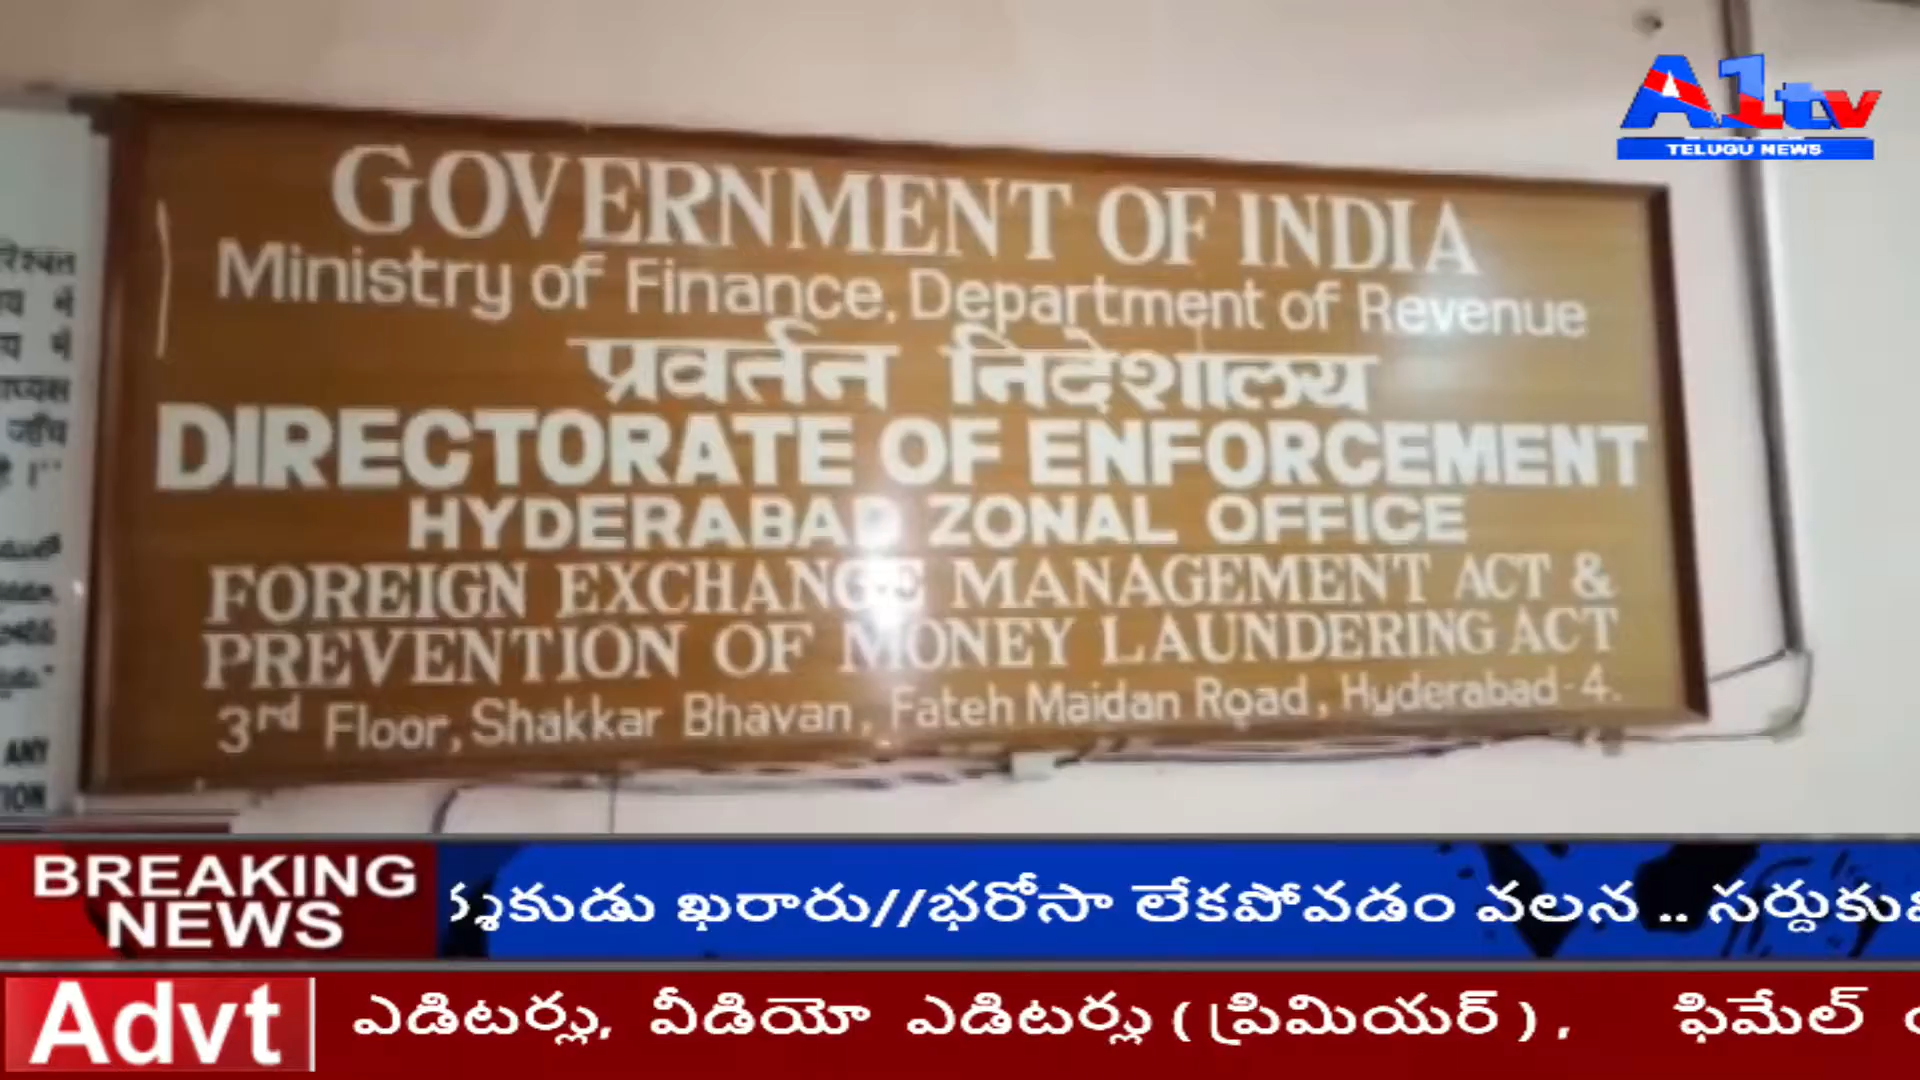 A1tv
TELUGU NEWS
GOVERNMENT OF INDIA
Ministry of Finance, Department of Revenue
प्रवर्तन निदेशालय
DIRECTORATE OF ENFORCEMENT
HYDERABAD ZONAL OFFICE
FOREIGN EXCHANGE MANAGEMENT ACT &
PREVENTION OF MONEY LAUNDERING ACT
3rd Floor, Shakkar Bhavan, Fateh Maidan Road, Hyderabad-4.
में
में
जाँच
ANY
BREAKING
NEWS
ఖరారు//భరోసా లేకపోవడం వలన ..
Advt
ఎడిటర్లు, వీడియో ఎడిటర్లు ( ప్రిమియర్ ) , ఫిమేల్